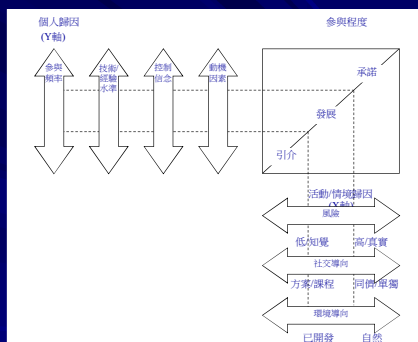 個人歸因
(Y軸)
參與程度
參與
頻率
技術/
經驗
水準
控制
信念
動機
因素
承諾
發展
引介
活動/情境歸因
(X軸)
風險
低/知覺
高/真實
社交導向
方案/課程
同儕/單獨
環境導向
已開發
自然